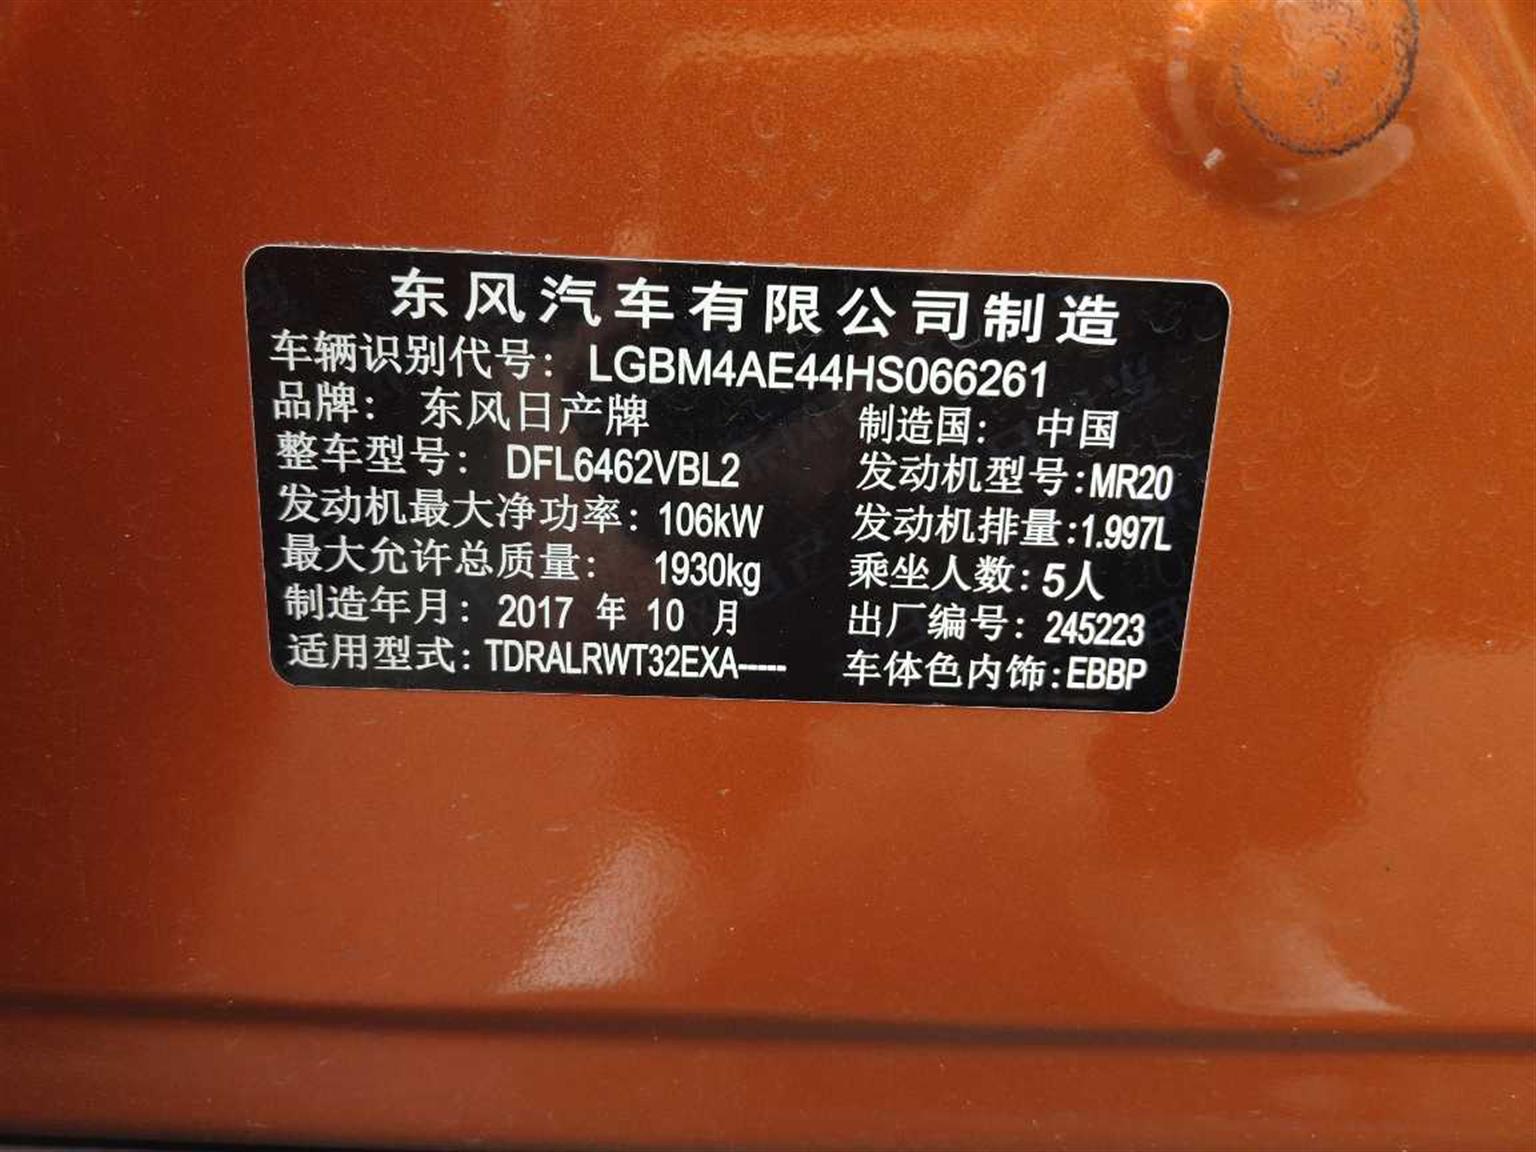 东风汽车有限公司制造
车辆识别代号: LGBM4AE44HS066261
品牌: 东风日产牌 制造国: 中国
整车型号: DFL6462VBL2 发动机型号:MR20
发动机最大净功率: 106kW 发动机排量:1.997L
最大允许总质量: 1930kg 乘坐人数: 5人
制造年月: 2017 年 10 月 出厂编号: 245223
适用型式: TDRALRWT32EXA----- 车体色内饰:EBBP